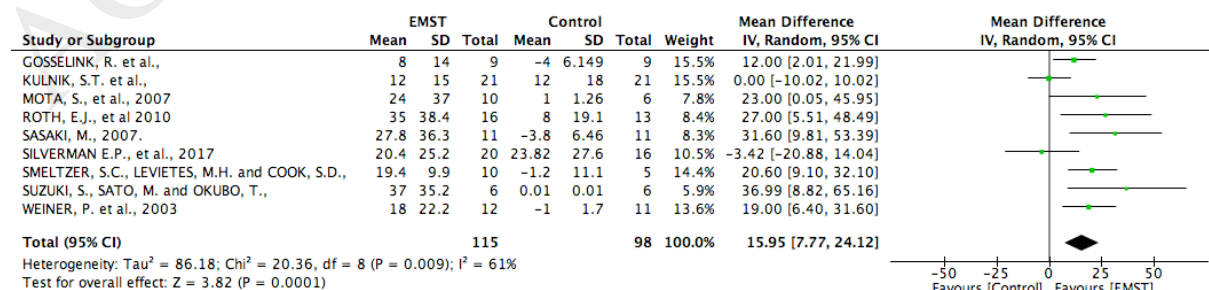 EMST Control Mean Difference Mean Difference
Study or Subgroup Mean SD Total Mean SD Total Weight IV, Random, 95% CI IV, Random, 95% CI
GOSSELINK, R. et al., 8 14 9 -4 6.149 9 15.5% 12.00 [2.01, 21.99]
KULNIK, S.T. et al., 12 15 21 12 18 21 15.5% 0.00 [-10.02, 10.02]
MOTA, S., et al., 2007 24 37 10 1 1.26 6 7.8% 23.00 [0.05, 45.95]
ROTH, E.J., et al 2010 35 38.4 16 8 19.1 13 8.4% 27.00 [5.51, 48.49]
SASAKI, M., 2007. 27.8 36.3 11 -3.8 6.46 11 8.3% 31.60 [9.81, 53.39]
SILVERMAN E.P., et al., 2017 20.4 25.2 20 23.82 27.6 16 10.5% -3.42 [-20.88, 14.04]
SMELTZER, S.C., LEVIETES, M.H. and COOK, S.D., 19.4 9.9 10 -1.2 11.1 5 14.4% 20.60 [9.10, 32.10]
SUZUKI, S., SATO, M. and OKUBO, T., 37 35.2 6 0.01 0.01 6 5.9% 36.99 [8.82, 65.16]
WEINER, P. et al., 2003 18 22.2 12 -1 1.7 11 13.6% 19.00 [6.40, 31.60]
Total (95% CI) 115 98 100.0% 15.95 [7.77, 24.12]
Heterogeneity: Tau² = 86.18; Chi² = 20.36, df = 8 (P = 0.009); I² = 61%
Test for overall effect: Z = 3.82 (P = 0.0001)
-50 -25 0 25 50
Favours [Control] Favours [EMST]